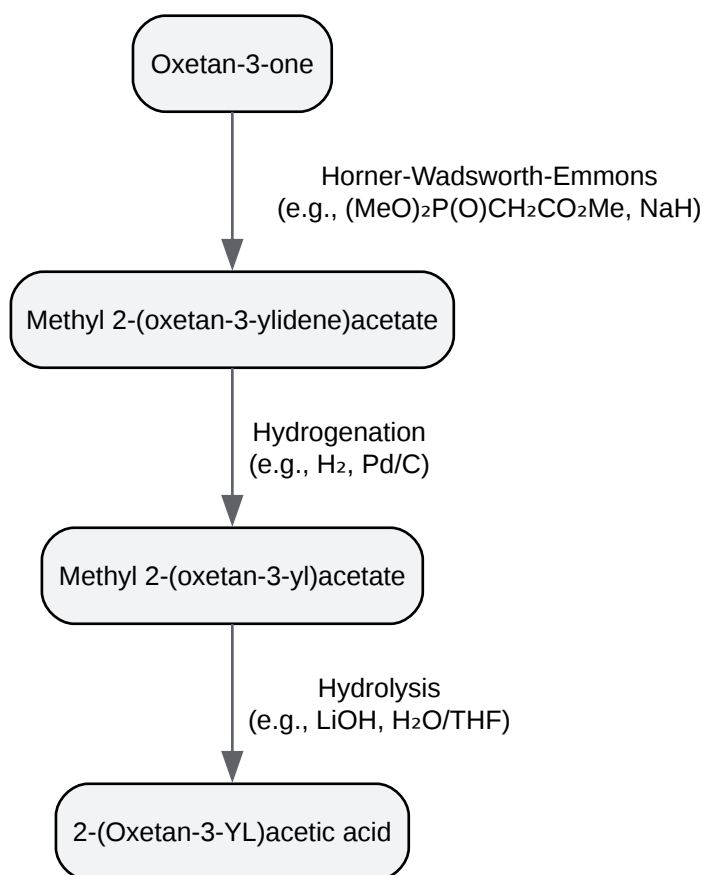 Oxetan-3-one
Horner-Wadsworth-Emmons
(e.g., (MeO)₂P(O)CH₂CO₂Me, NaH)
Methyl 2-(oxetan-3-ylidene)acetate
Hydrogenation
(e.g., H₂, Pd/C)
Methyl 2-(oxetan-3-yl)acetate
Hydrolysis
(e.g., LiOH, H₂O/THF)
2-(Oxetan-3-YL)acetic acid